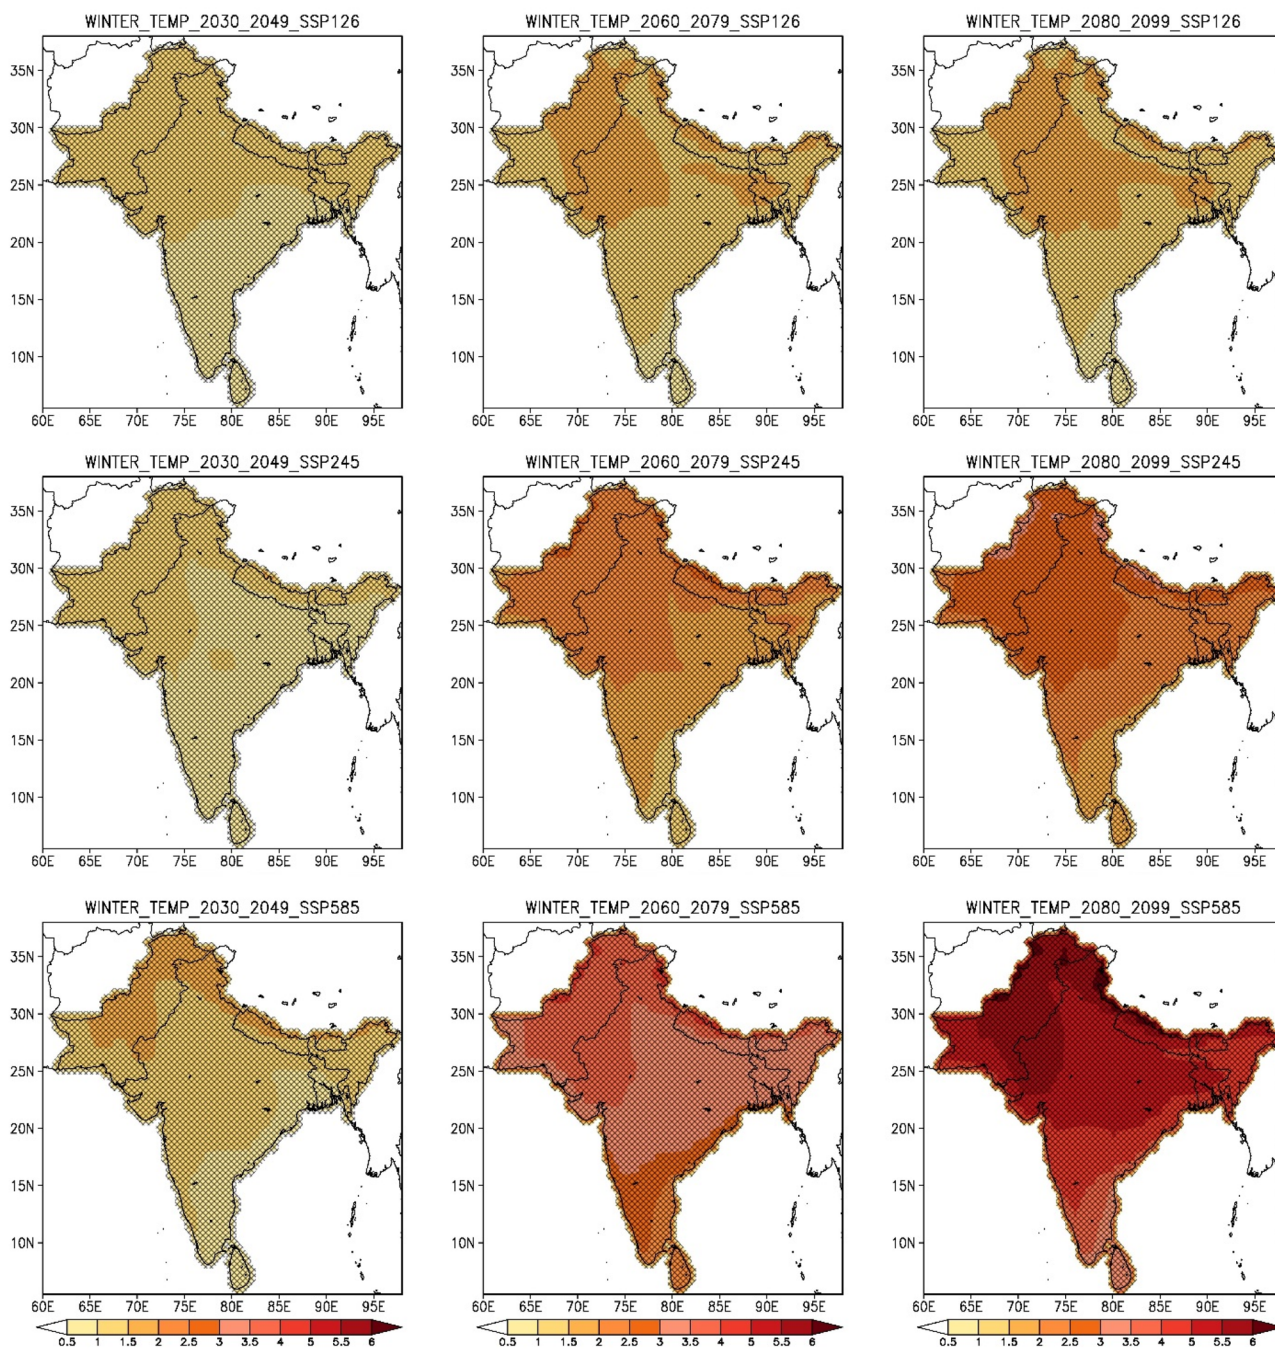 WINTER_TEMP_2030_2049_SSP126 WINTER_TEMP_2060_2079_SSP126 WINTER_TEMP_2080_2099_SSP126
35N 35N 35N
30N 30N 30N
25N 25N 25N
20N 20N 20N
15N 15N 15N
10N 10N 10N
60E 65E 70E 75E 80E 85E 90E 95E 60E 65E 70E 75E 80E 85E 90E 95E 60E 65E 70E 75E 80E 85E 90E 95E
WINTER_TEMP_2030_2049_SSP245 WINTER_TEMP_2060_2079_SSP245 WINTER_TEMP_2080_2099_SSP245
35N 35N 35N
30N 30N 30N
25N 25N 25N
20N 20N 20N
15N 15N 15N
10N 10N 10N
60E 65E 70E 75E 80E 85E 90E 95E 60E 65E 70E 75E 80E 85E 90E 95E 60E 65E 70E 75E 80E 85E 90E 95E
WINTER_TEMP_2030_2049_SSP585 WINTER_TEMP_2060_2079_SSP585 WINTER_TEMP_2080_2099_SSP585
35N 35N 35N
30N 30N 30N
25N 25N 25N
20N 20N 20N
15N 15N 15N
10N 10N 10N
60E 65E 70E 75E 80E 85E 90E 95E 60E 65E 70E 75E 80E 85E 90E 95E 60E 65E 70E 75E 80E 85E 90E 95E
0.5 1 1.5 2 2.5 3 3.5 4 5 5.5 6 0.5 1 1.5 2 2.5 3 3.5 4 5 5.5 6 0.5 1 1.5 2 2.5 3 3.5 4 5 5.5 6